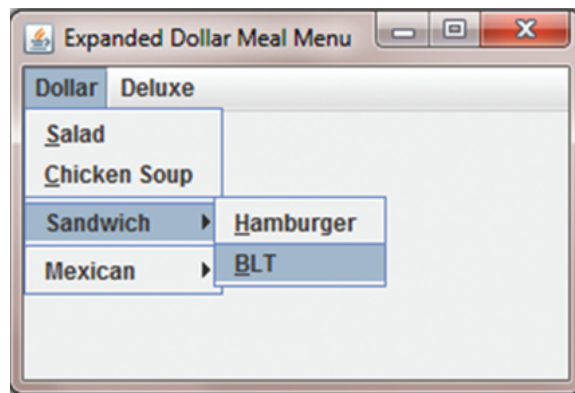 Expanded Dollar Meal Menu
Dollar Deluxe
Salad
Chicken Soup
Sandwich
Hamburger
BLT
Mexican